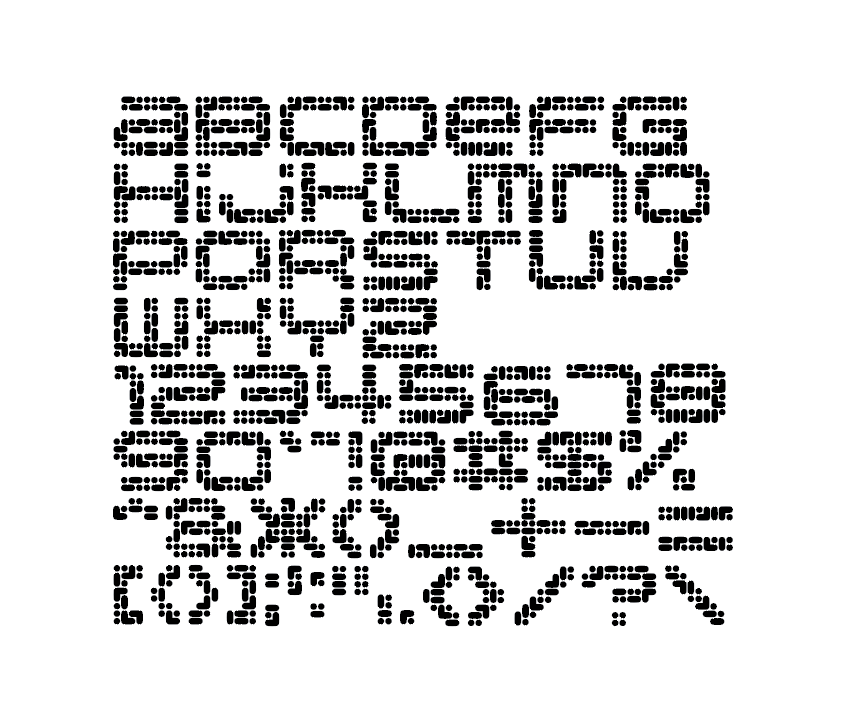 aBCDeFG
HiJKLMnO
PQRSTUV
WXYZ
12345678
90`~!@#$%
^&*()_+-=
[{}]:;"',.<>/?\